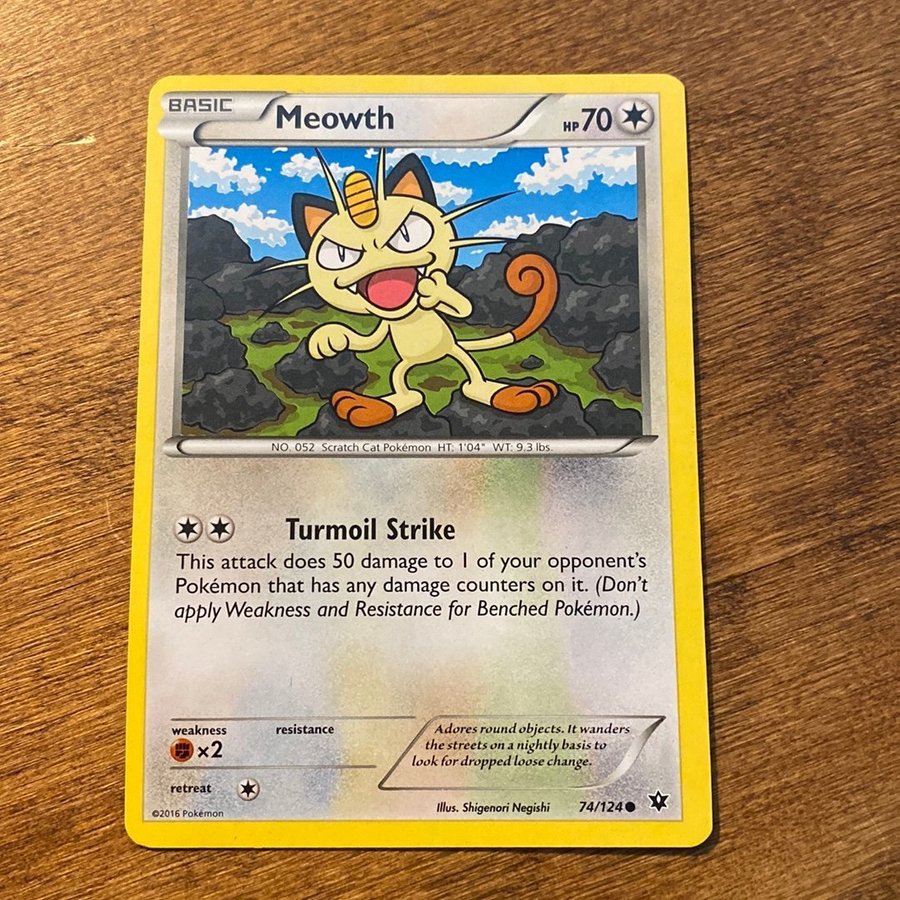 BASIC Meowth HP 70
NO. 052 Scratch Cat Pokémon HT: 1'04" WT: 9.3 lbs.
Turmoil Strike
This attack does 50 damage to 1 of your opponent's
Pokémon that has any damage counters on it. (Don't
apply Weakness and Resistance for Benched Pokémon.)
weakness resistance
×2
retreat
Adores round objects. It wanders
the streets on a nightly basis to
look for dropped loose change.
Illus. Shigenori Negishi 74/124
©2016 Pokémon